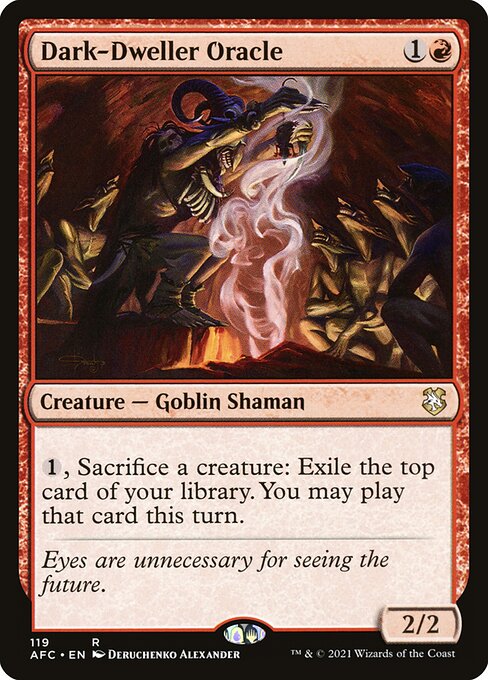 Dark-Dweller Oracle 1
Creature — Goblin Shaman
1, Sacrifice a creature: Exile the top
card of your library. You may play
that card this turn.
Eyes are unnecessary for seeing the
future.
2/2
119 R
AFC • EN Deruchenko Alexander ™ & © 2021 Wizards of the Coast